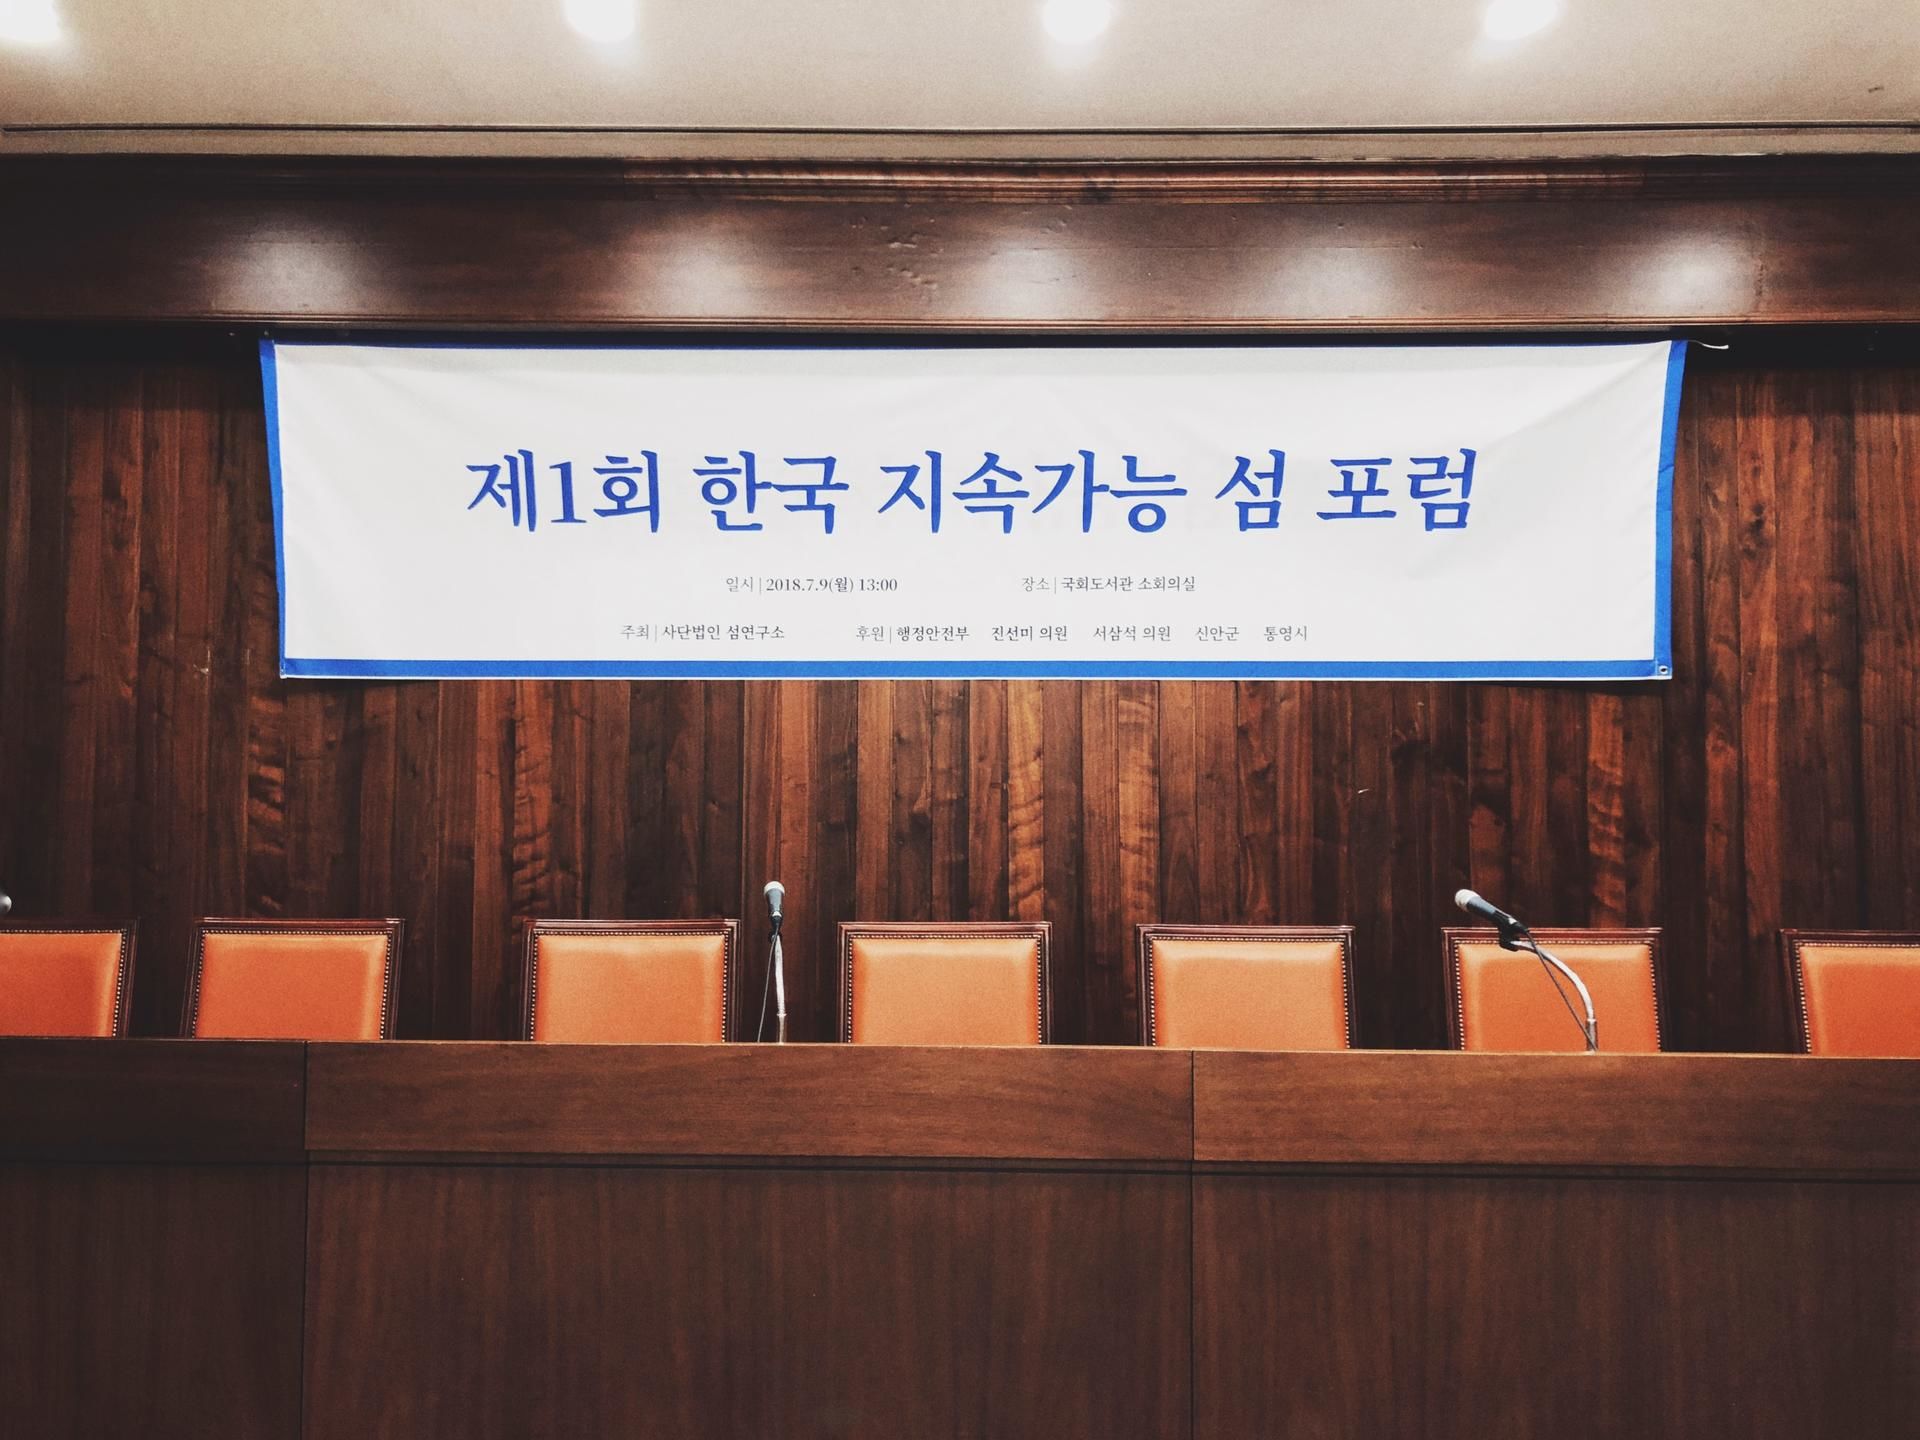 제1회 한국 지속가능 섬 포럼
일시 | 2018.7.9(월) 13:00 장소 | 국회도서관 소회의실
주최 | 사단법인 섬연구소 후원 | 행정안전부 진선미 의원 서삼석 의원 신안군 통영시